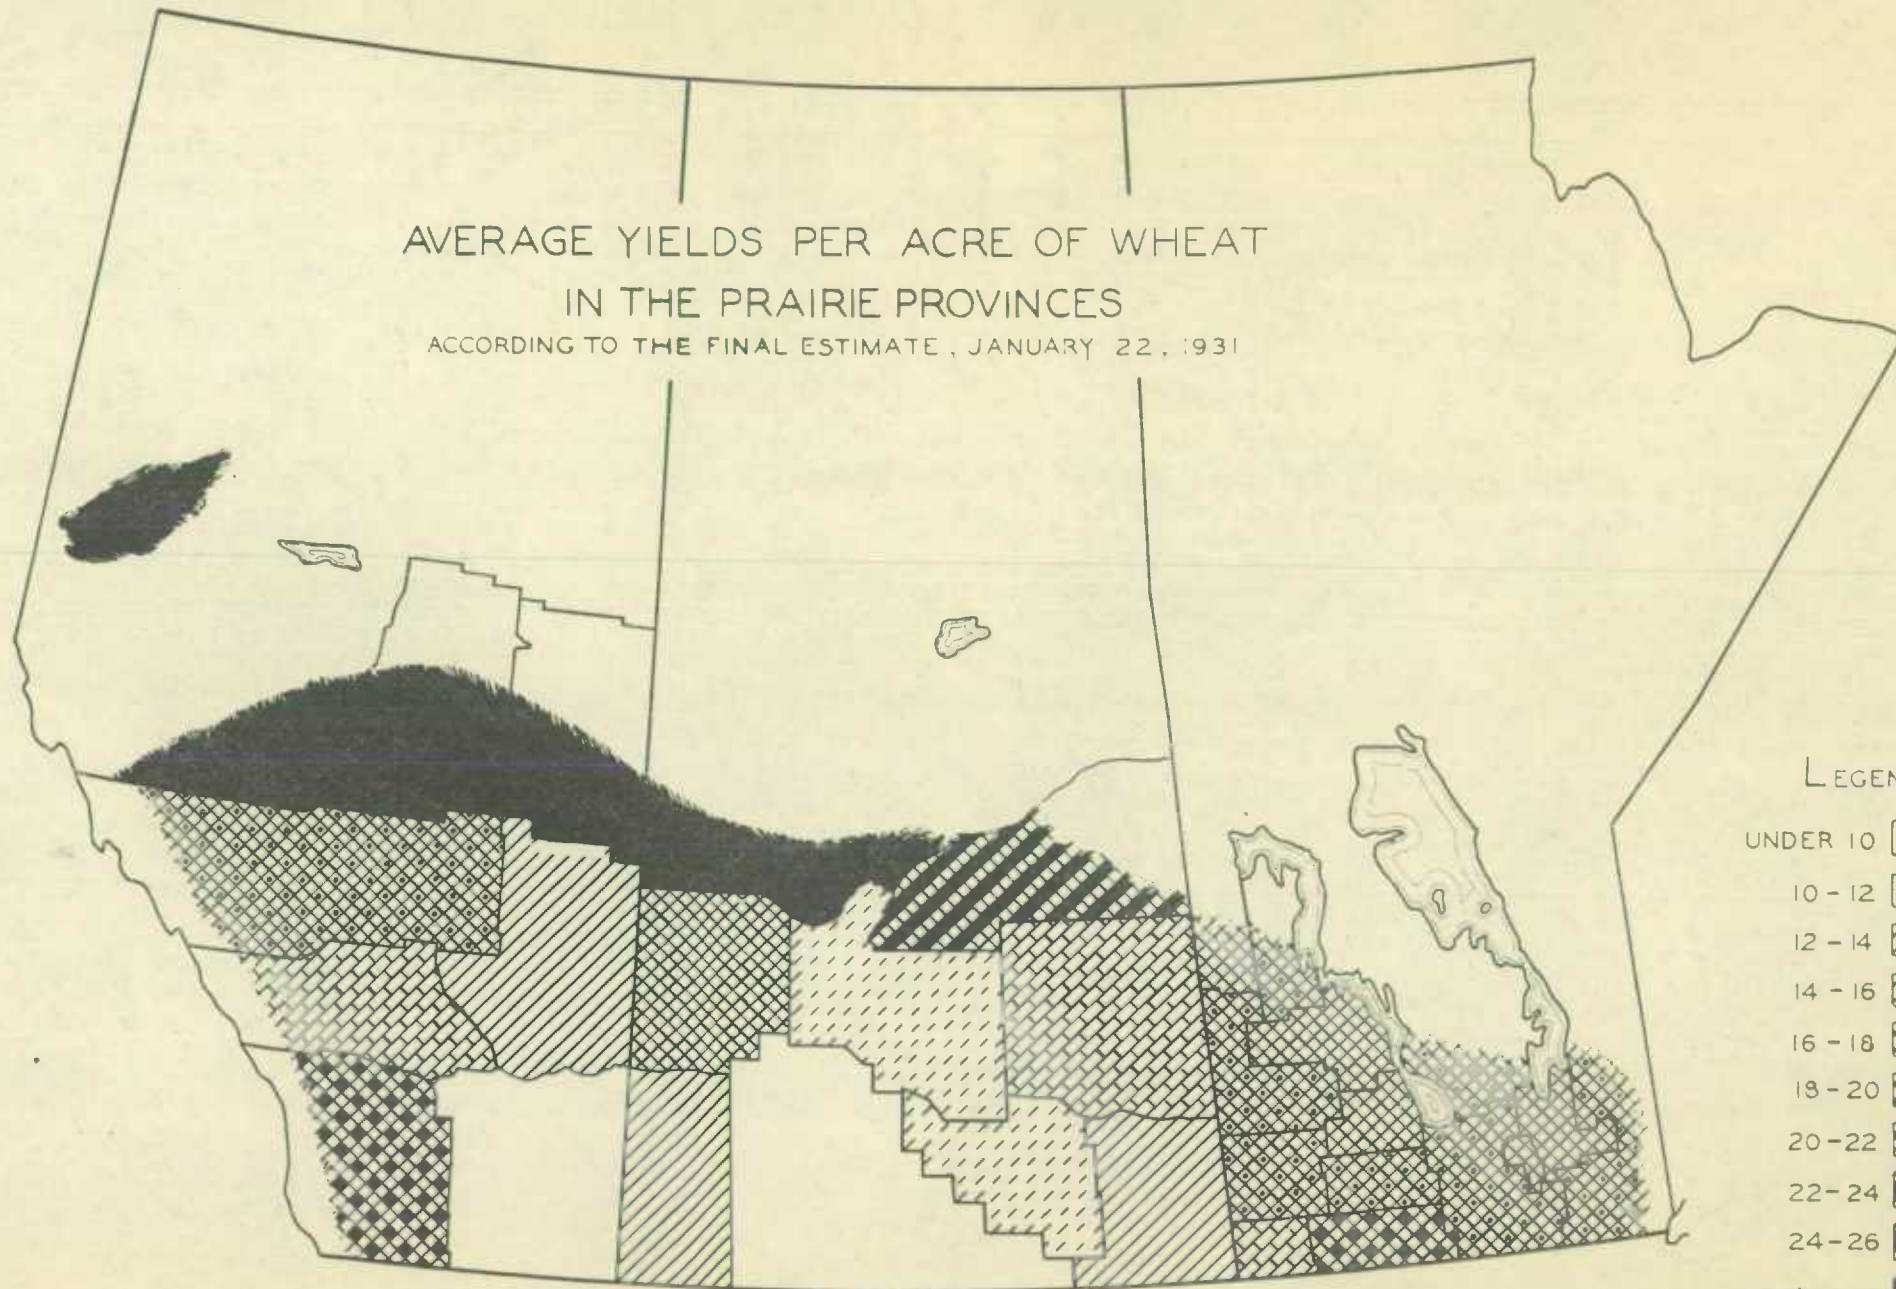 AVERAGE YIELDS PER ACRE OF WHEAT
IN THE PRAIRIE PROVINCES
ACCORDING TO THE FINAL ESTIMATE, JANUARY 22, 1931
LEGEN
UNDER 10
10 - 12
12 - 14
14 - 16
16 - 18
18 - 20
20 - 22
22 - 24
24 - 26